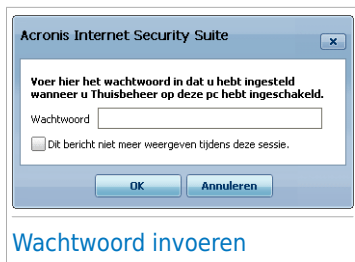 Acronis Internet Security Suite
Voer hier het wachtwoord in dat u hebt ingesteld
wanneer u Thuisbeheer op deze pc hebt ingeschakeld.
Wachtwoord
Dit bericht niet meer weergeven tijdens deze sessie.
OK Annuleren
Wachtwoord invoeren